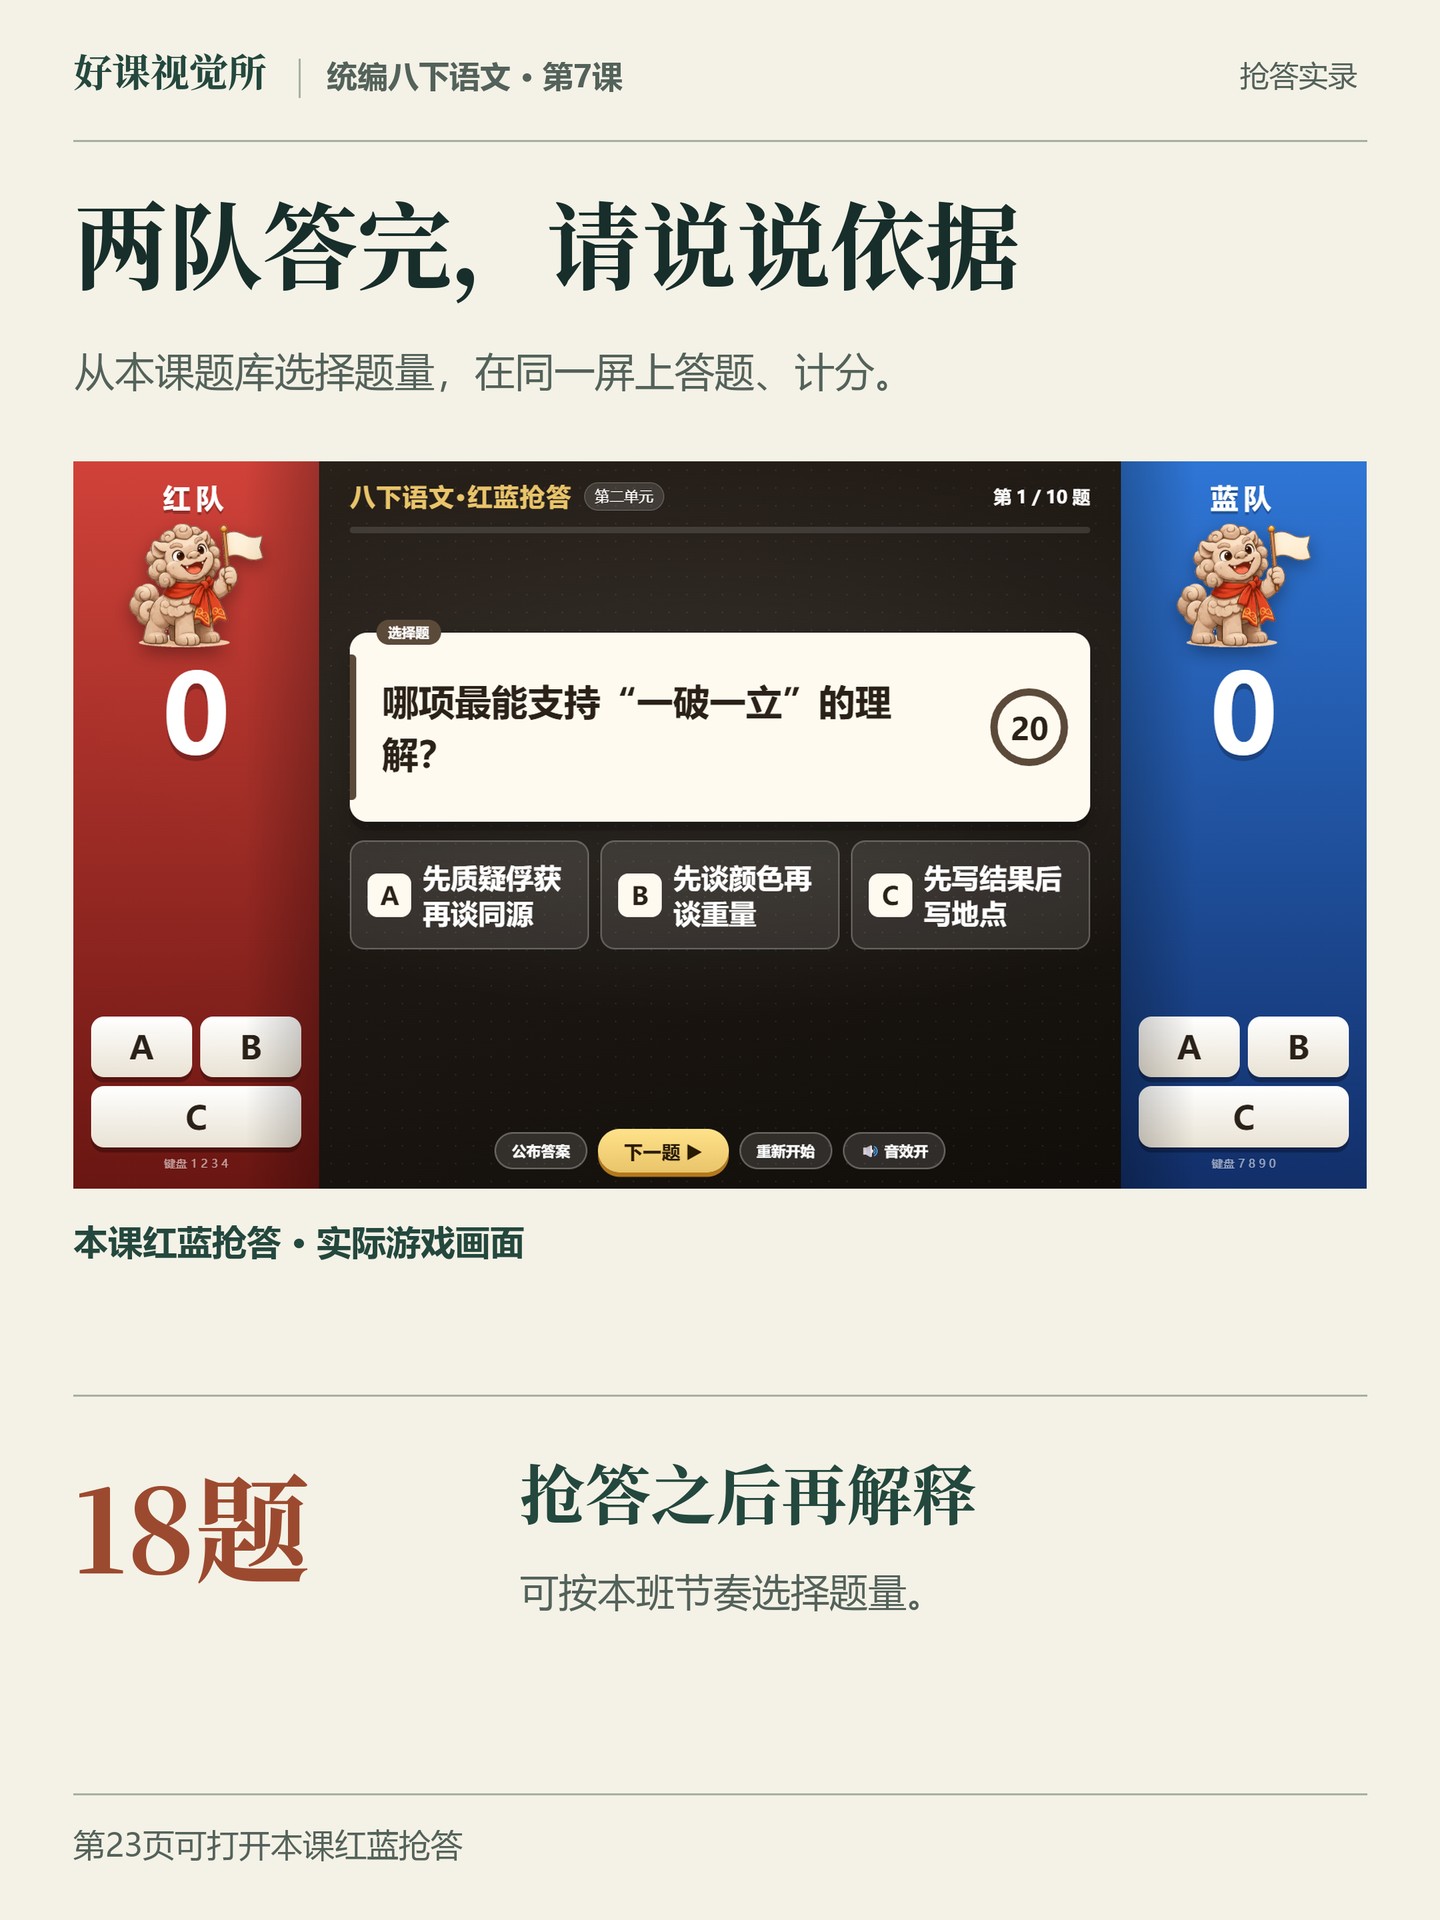 好课视觉所
统编八下语文·第7课
抢答实录
两队答完，请说说依据
从本课题库选择题量，在同一屏上答题、计分。
红队
0
A
B
C
键盘 1 2 3 4
八下语文·红蓝抢答
第二单元
第 1 / 10 题
选择题
哪项最能支持“一破一立”的理
解？
20
A
先质疑俘获
再谈同源
B
先谈颜色再
谈重量
C
先写结果后
写地点
公布答案
下一题 ▶
重新开始
🔊 音效开
蓝队
0
A
B
C
键盘 7 8 9 0
本课红蓝抢答·实际游戏画面
18题
抢答之后再解释
可按本班节奏选择题量。
第23页可打开本课红蓝抢答